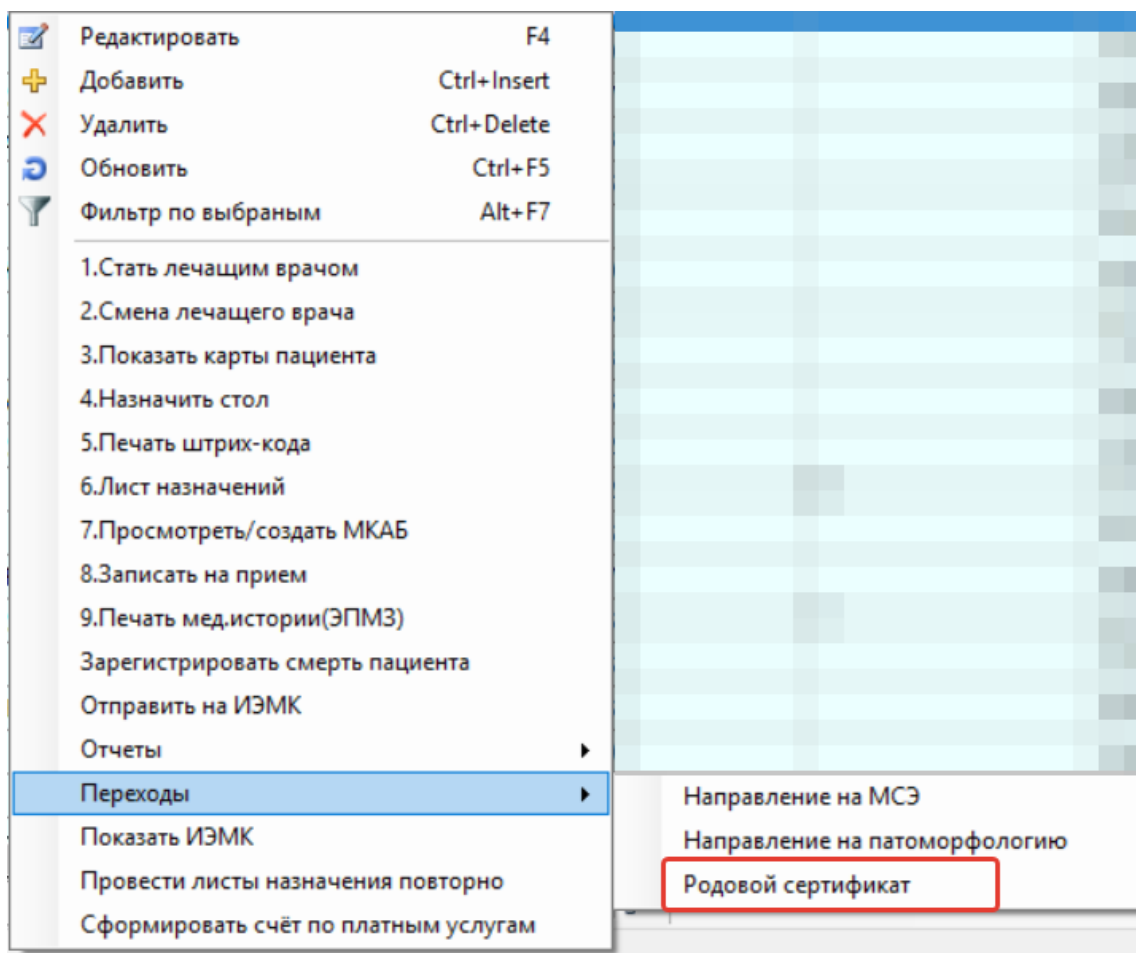 Редактировать F4
Добавить Ctrl+Insert
Удалить Ctrl+Delete
Обновить Ctrl+F5
Фильтр по выбраным Alt+F7
1.Стать лечащим врачом
2.Смена лечащего врача
3.Показать карты пациента
4.Назначить стол
5.Печать штрих-кода
6.Лист назначений
7.Просмотреть/создать МКАБ
8.Записать на прием
9.Печать мед.истории(ЭПМЗ)
Зарегистрировать смерть пациента
Отправить на ИЭМК
Отчеты
Переходы
Показать ИЭМК
Провести листы назначения повторно
Сформировать счёт по платным услугам
Направление на МСЭ
Направление на патоморфологию
Родовой сертификат